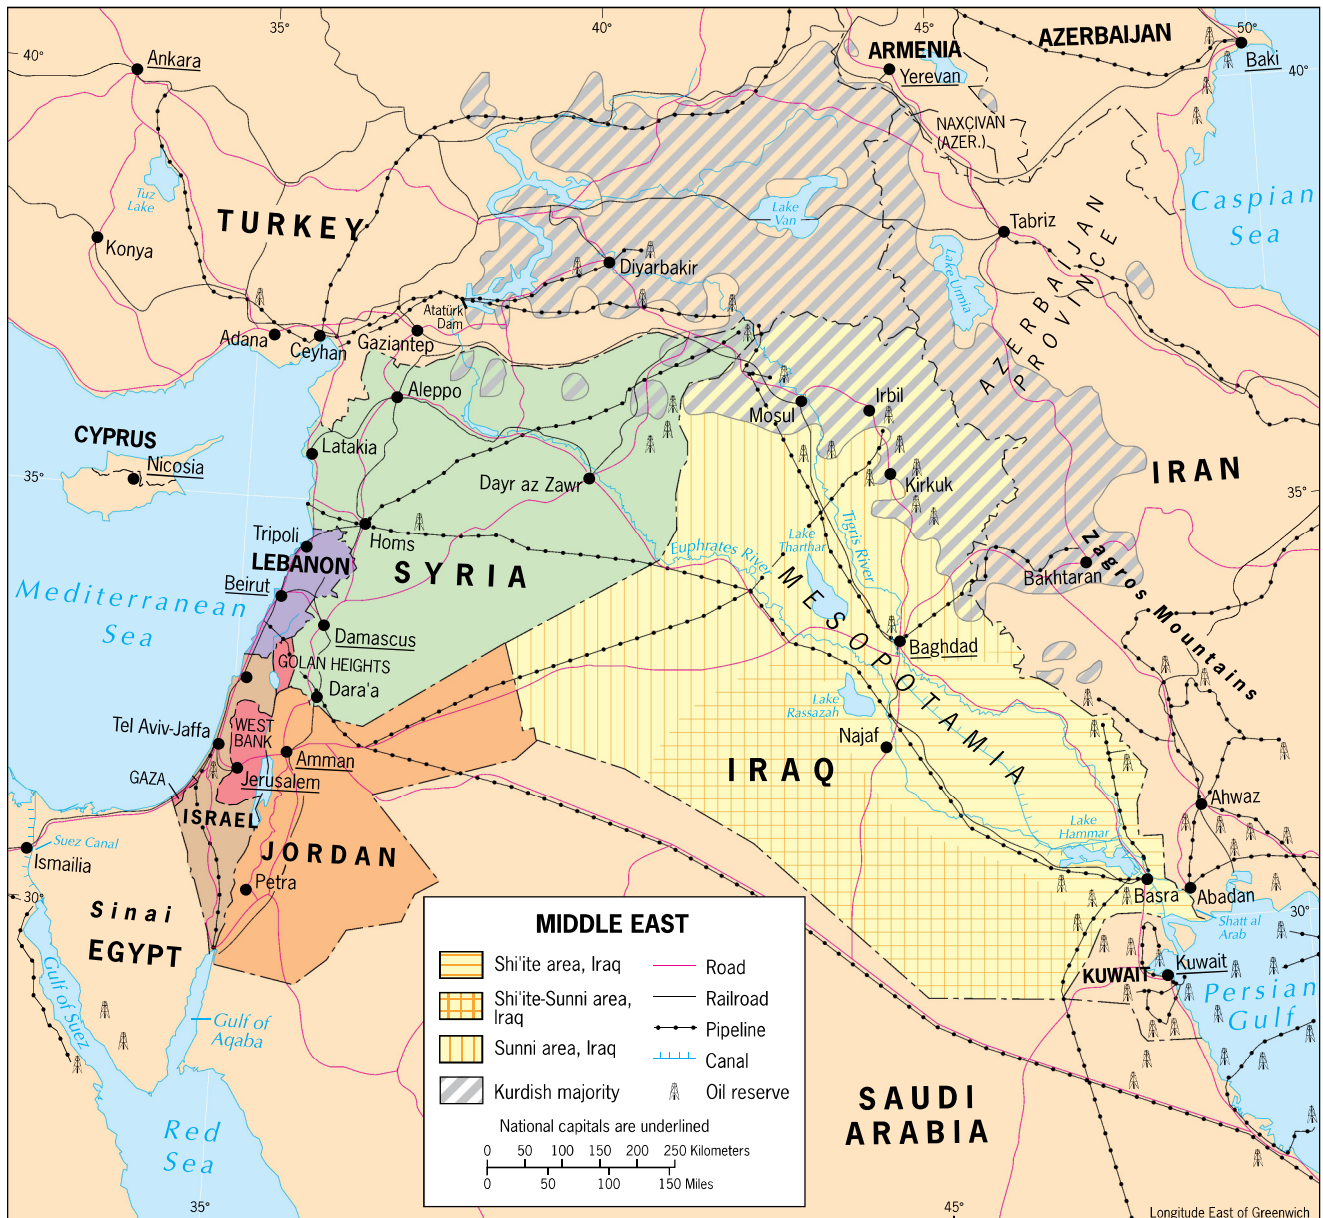 35°
40°
45°
50°
40°
Ankara
ARMENIA
Yerevan
AZERBAIJAN
Baki
40°
NAXÇIVAN
(AZER.)
Tuz
Lake
TURKEY
Lake
Van
Caspian
Sea
Konya
Tabriz
Diyarbakir
Lake Urmia
AZERBAIJAN
PROVINCE
Atatürk
Dam
Adana
Ceyhan
Gaziantep
Aleppo
Mosul
Irbil
CYPRUS
Nicosia
Latakia
35°
Dayr az Zawr
Kirkuk
IRAN
35°
Tripoli
Homs
LEBANON
Beirut
SYRIA
Euphrates River
Lake
Tharthar
Tigris River
Bakhtaran
Zagros Mountains
Mediterranean
Sea
Damascus
MESOPOTAMIA
Baghdad
GOLAN HEIGHTS
Dara'a
Lake
Rassazah
Tel Aviv-Jaffa
WEST
BANK
Amman
Najaf
GAZA
Jerusalem
IRAQ
Ahwaz
ISRAEL
Suez Canal
Ismailia
JORDAN
Lake
Hammar
Petra
Basra
Abadan
30°
30°
Sinai
EGYPT
Shatt al
Arab
KUWAIT
Kuwait
Persian
Gulf
Gulf of Suez
Gulf of
Aqaba
Red
Sea
SAUDI
ARABIA
MIDDLE EAST
Shi'ite area, Iraq
Shi'ite-Sunni area,
Iraq
Sunni area, Iraq
Kurdish majority
Road
Railroad
Pipeline
Canal
Oil reserve
National capitals are underlined
0 50 100 150 200 250 Kilometers
0 50 100 150 Miles
35°
45°
Longitude East of Greenwich